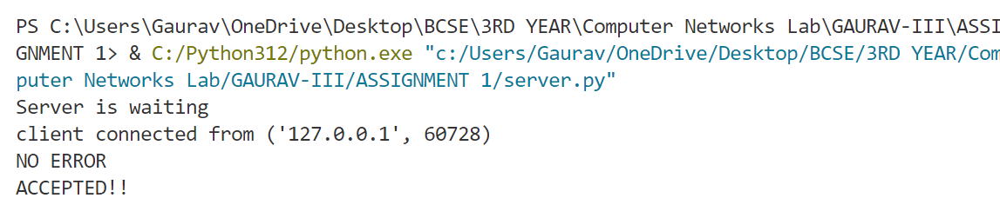 PS C:\Users\Gaurav\OneDrive\Desktop\BCSE\3RD YEAR\Computer Networks Lab\GAURAV-III\ASSI
GNMENT 1> & C:/Python312/python.exe "c:/Users/Gaurav/OneDrive/Desktop/BCSE/3RD YEAR/Com
puter Networks Lab/GAURAV-III/ASSIGNMENT 1/server.py"
Server is waiting
client connected from ('127.0.0.1', 60728)
NO ERROR
ACCEPTED!!